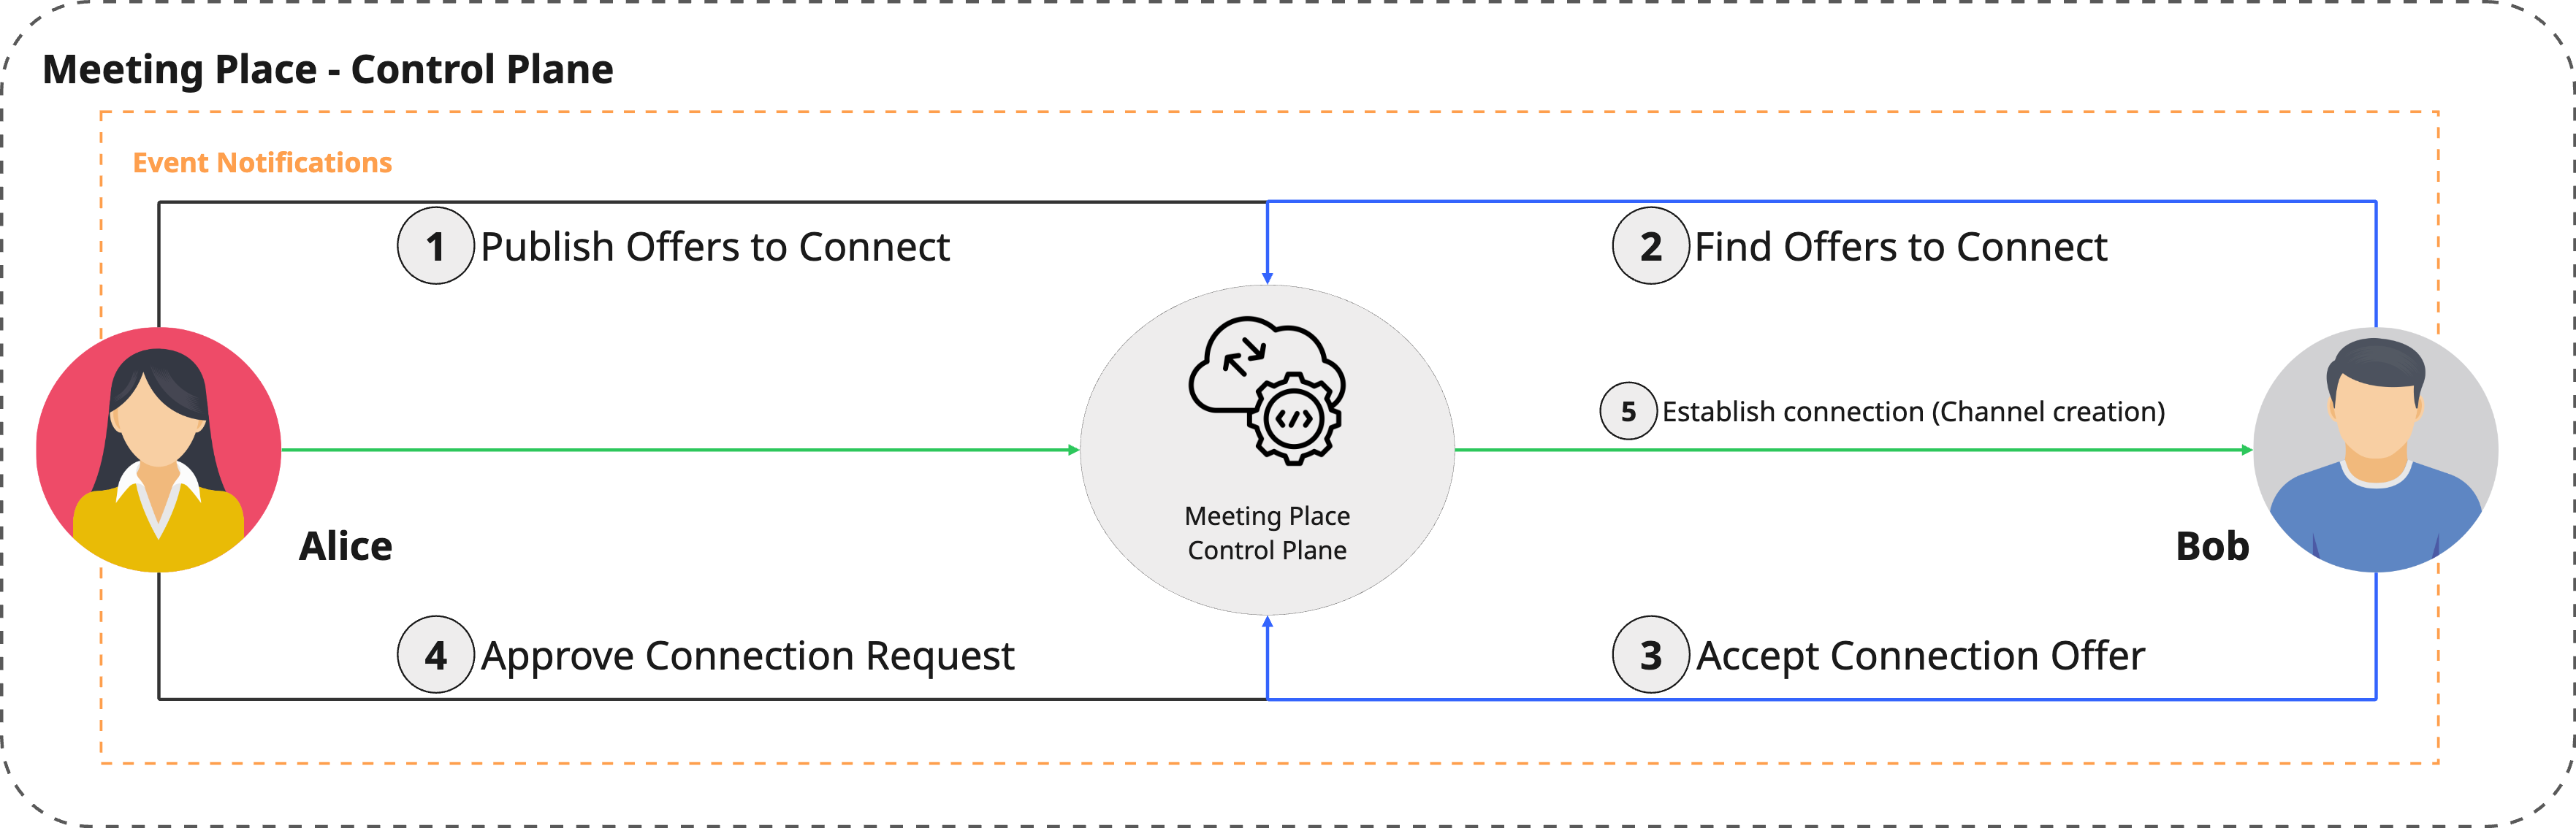 Meeting Place - Control Plane
Event Notifications
1 Publish Offers to Connect
2 Find Offers to Connect
5 Establish connection (Channel creation)
Meeting Place
Control Plane
Alice
Bob
4 Approve Connection Request
3 Accept Connection Offer